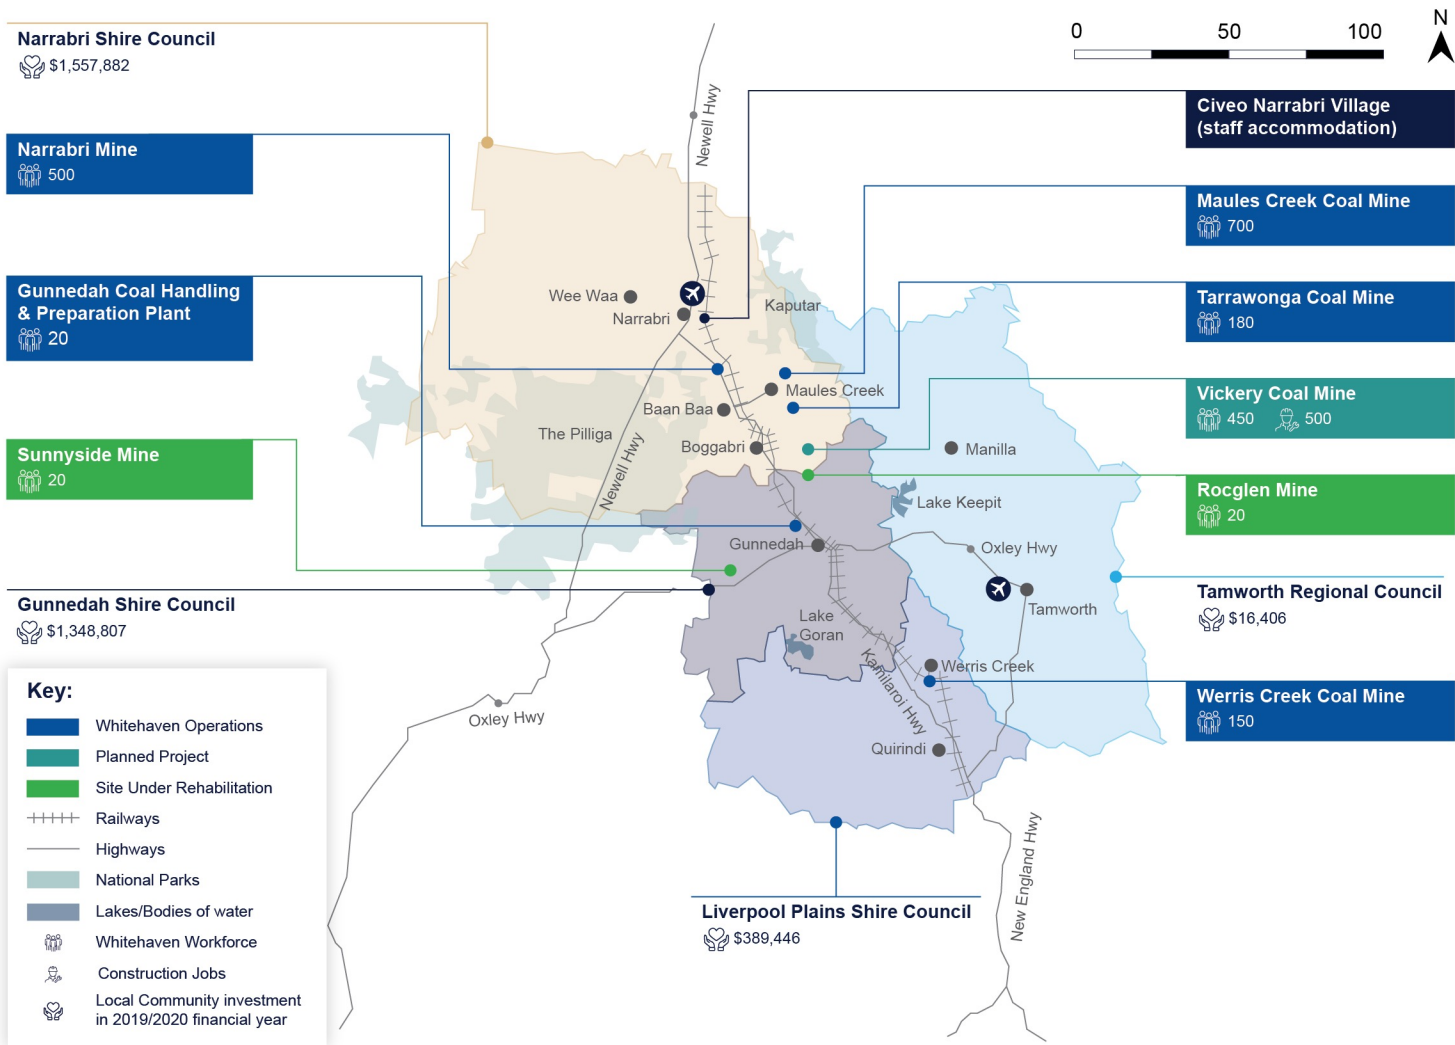 Narrabri Shire Council
$1,557,882
Narrabri Mine
500
Gunnedah Coal Handling
& Preparation Plant
20
Sunnyside Mine
20
Gunnedah Shire Council
$1,348,807
Key:
Whitehaven Operations
Planned Project
Site Under Rehabilitation
Railways
Highways
National Parks
Lakes/Bodies of water
Whitehaven Workforce
Construction Jobs
Local Community investment
in 2019/2020 financial year
0 50 100
N
Newell Hwy
Wee Waa
Narrabri
Kaputar
Maules Creek
Baan Baa
The Pilliga
Boggabri
Newell Hwy
Manilla
Lake Keepit
Gunnedah
Oxley Hwy
Tamworth
Lake
Goran
Kamilaroi Hwy
Werris Creek
Oxley Hwy
Quirindi
New England Hwy
Liverpool Plains Shire Council
$389,446
Civeo Narrabri Village
(staff accommodation)
Maules Creek Coal Mine
700
Tarrawonga Coal Mine
180
Vickery Coal Mine
450 500
Rocglen Mine
20
Tamworth Regional Council
$16,406
Werris Creek Coal Mine
150